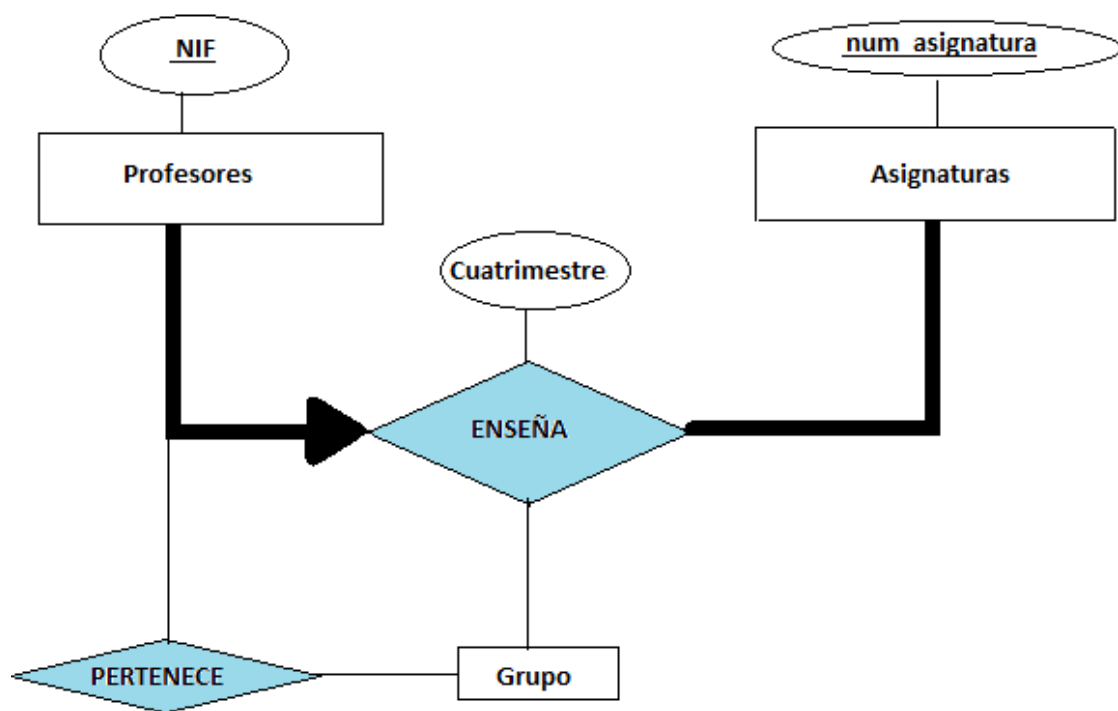 NIF
num asignatura
Profesores
Asignaturas
Cuatrimestre
ENSEÑA
PERTENECE
Grupo